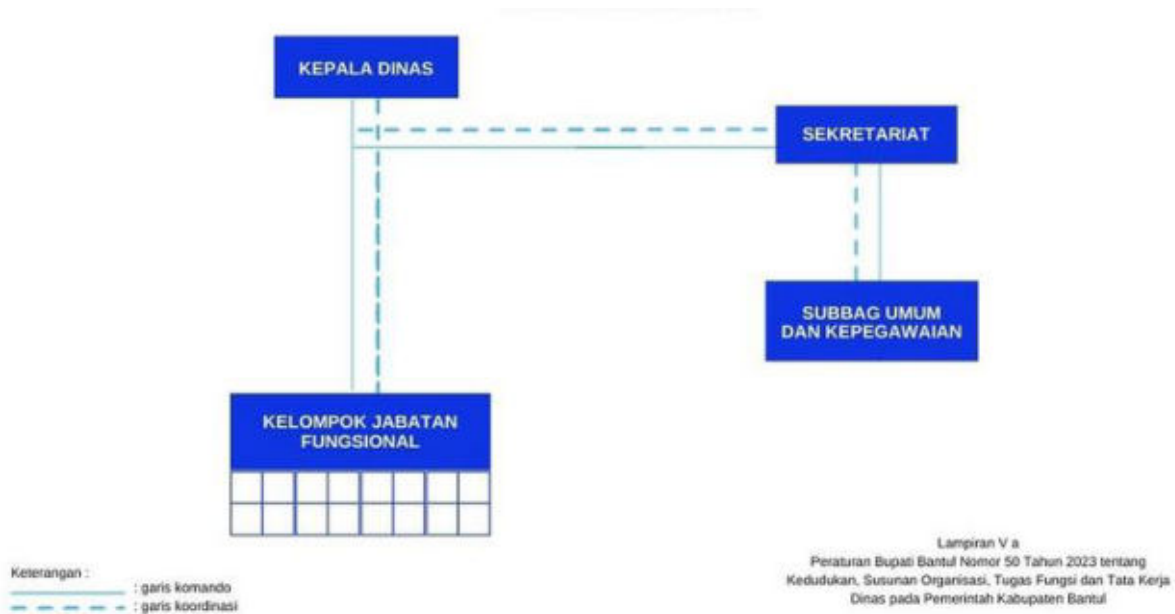 KEPALA DINAS
SEKRETARIAT
SUBBAG UMUM
DAN KEPEGAWAIAN
KELOMPOK JABATAN
FUNGSIONAL
Keterangan :
: garis komando
: garis koordinasi
Lampiran V a
Peraturan Bupati Bantul Nomor 50 Tahun 2023 tentang
Kedudukan, Susunan Organisasi, Tugas Fungsi dan Tata Kerja
Dinas pada Pemerintah Kabupaten Bantul